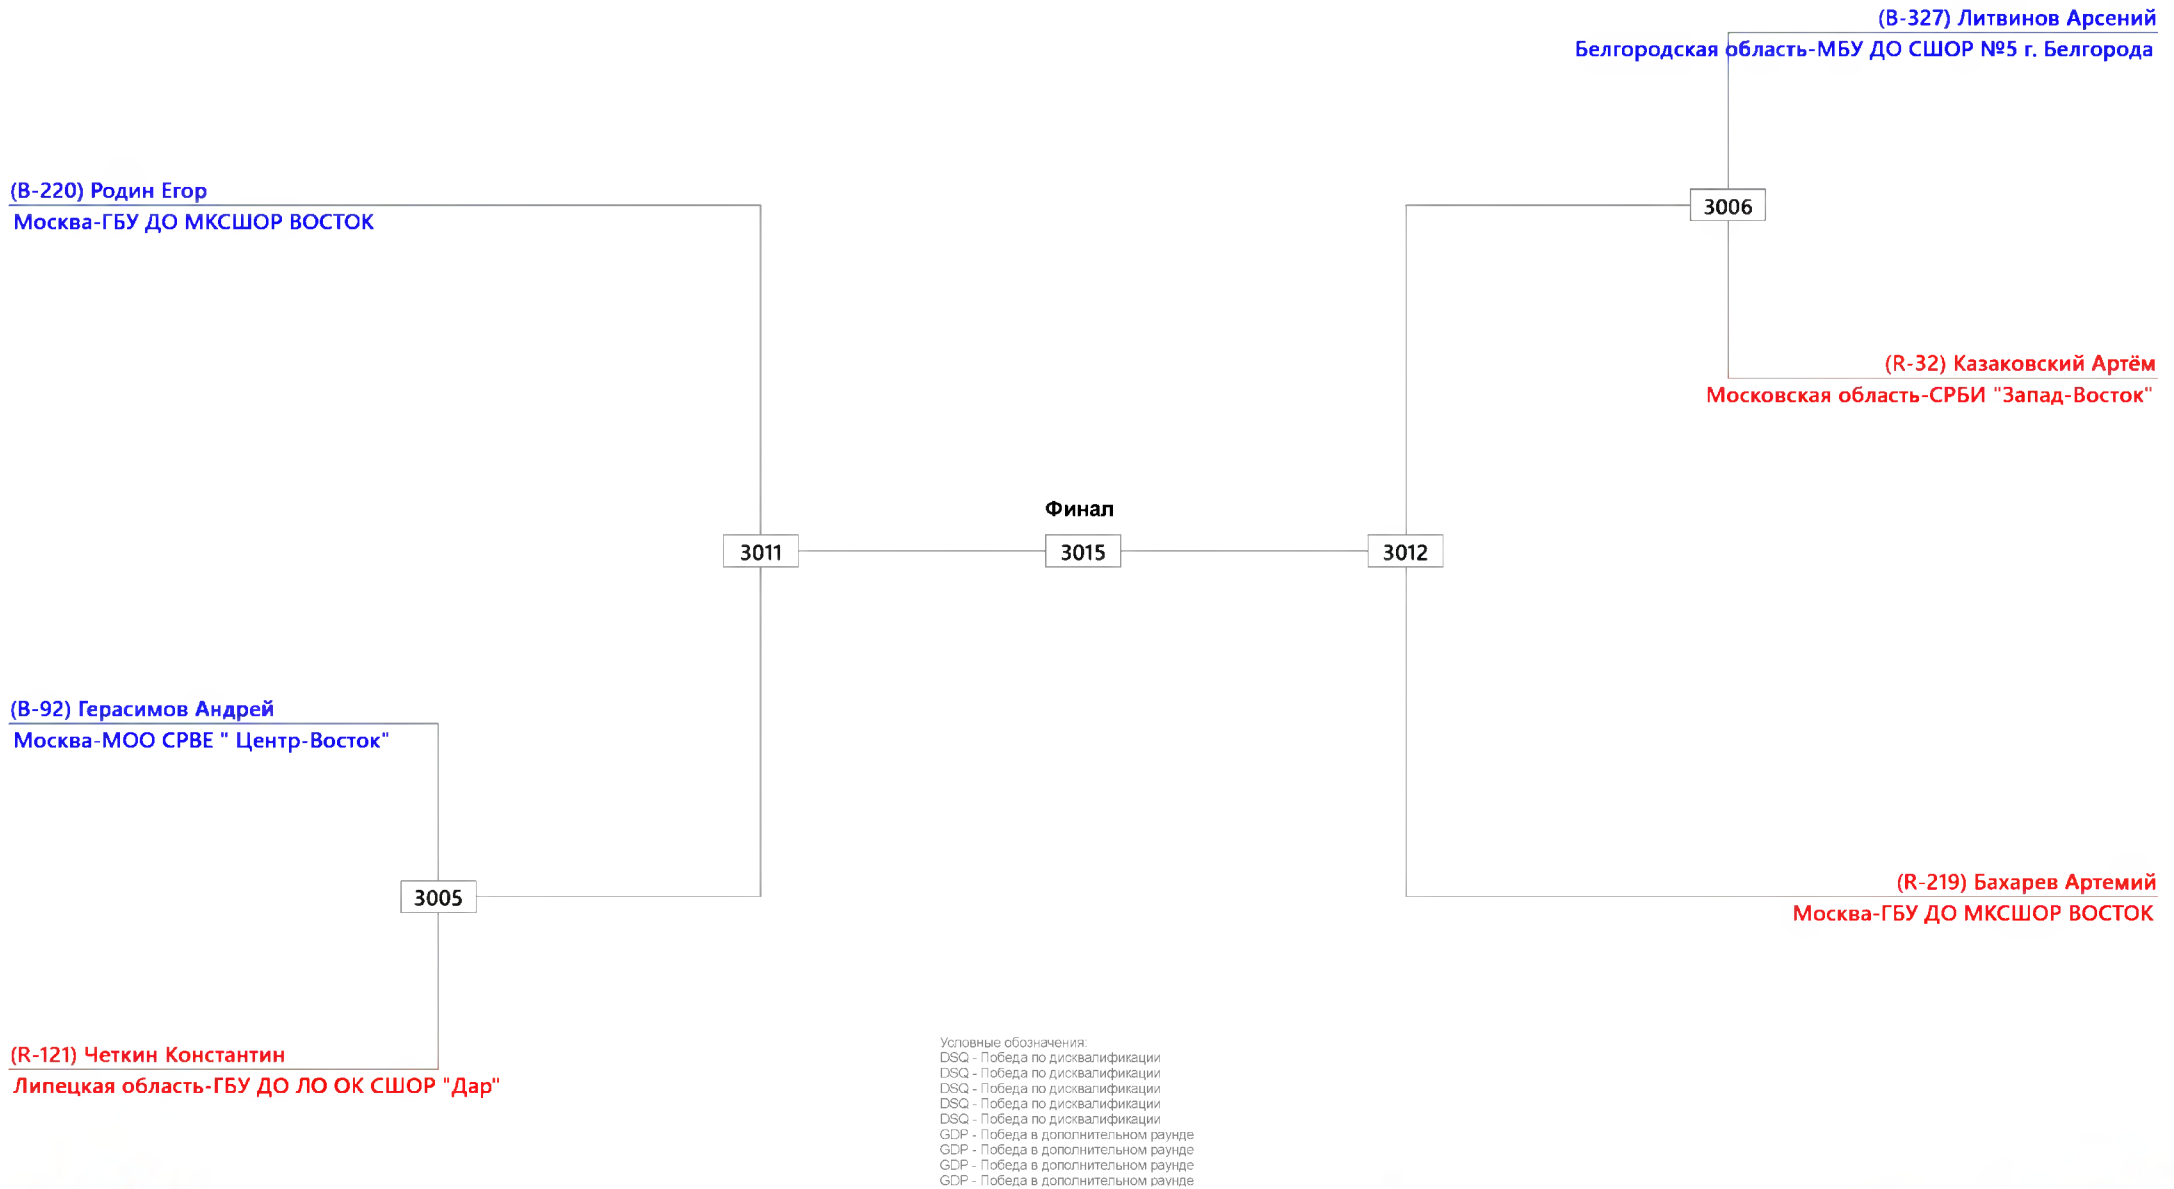 (B-327) Литвинов Арсений
Белгородская область-МБУ ДО СШОР №5 г. Белгорода
(B-220) Родин Егор
Москва-ГБУ ДО МКСШОР ВОСТОК
3006
(R-32) Казаковский Артём
Московская область-СРБИ "Запад-Восток"
Финал
3011
3015
3012
(B-92) Герасимов Андрей
Москва-МОО СРВЕ " Центр-Восток"
3005
(R-219) Бахарев Артемий
Москва-ГБУ ДО МКСШОР ВОСТОК
(R-121) Четкин Константин
Липецкая область-ГБУ ДО ЛО ОК СШОР "Дар"
Условные обозначения:
DSQ - Победа по дисквалификации
DSQ - Победа по дисквалификации
DSQ - Победа по дисквалификации
DSQ - Победа по дисквалификации
DSQ - Победа по дисквалификации
GDP - Победа в дополнительном раунде
GDP - Победа в дополнительном раунде
GDP - Победа в дополнительном раунде
GDP - Победа в дополнительном раунде